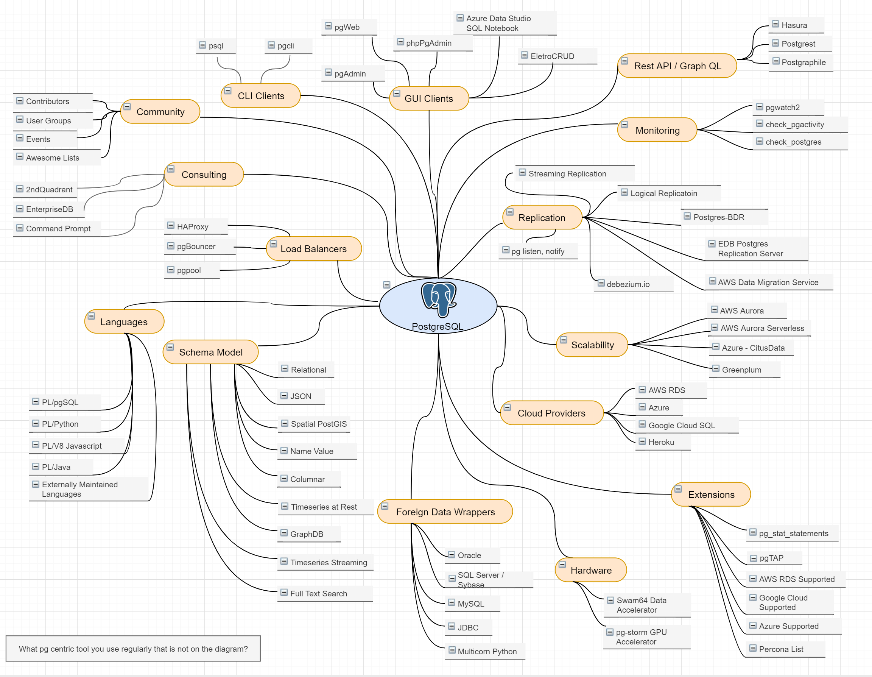 pgWeb
phpPgAdmin
Azure Data Studio
SQL Notebook
EletroCRUD
pgAdmin
GUI Clients
psql
pgcli
CLI Clients
Rest API / Graph QL
Hasura
Postgrest
Postgraphile
Contributors
User Groups
Events
Awesome Lists
Community
Monitoring
pgwatch2
check_pgactivity
check_postgres
Consulting
2ndQuadrent
EnterpriseDB
Command Prompt
Streaming Replication
Logical Replicatoin
Replication
Postgres-BDR
pg listen, notify
EDB Postgres
Replication Server
debezium.io
AWS Data Migration Service
HAProxy
pgBouncer
pgpool
Load Balancers
PostgreSQL
Languages
PL/pgSQL
PL/Python
PL/V8 Javascript
PL/Java
Externally Maintained
Languages
Schema Model
Relational
JSON
Spatial PostGIS
Name Value
Columnar
Timeseries at Rest
GraphDB
Timeseries Streaming
Full Text Search
Scalability
AWS Aurora
AWS Aurora Serverless
Azure - CitusData
Greenplum
Cloud Providers
AWS RDS
Azure
Google Cloud SQL
Heroku
Foreign Data Wrappers
Oracle
SQL Server /
Sybase
MySQL
JDBC
Multicorn Python
Hardware
Swarm64 Data
Accelerator
pg-storm GPU
Accelerator
Extensions
pg_stat_statements
pgTAP
AWS RDS Supported
Google Cloud
Supported
Azure Supported
Percona List
What pg centric tool you use regularly that is not on the diagram?